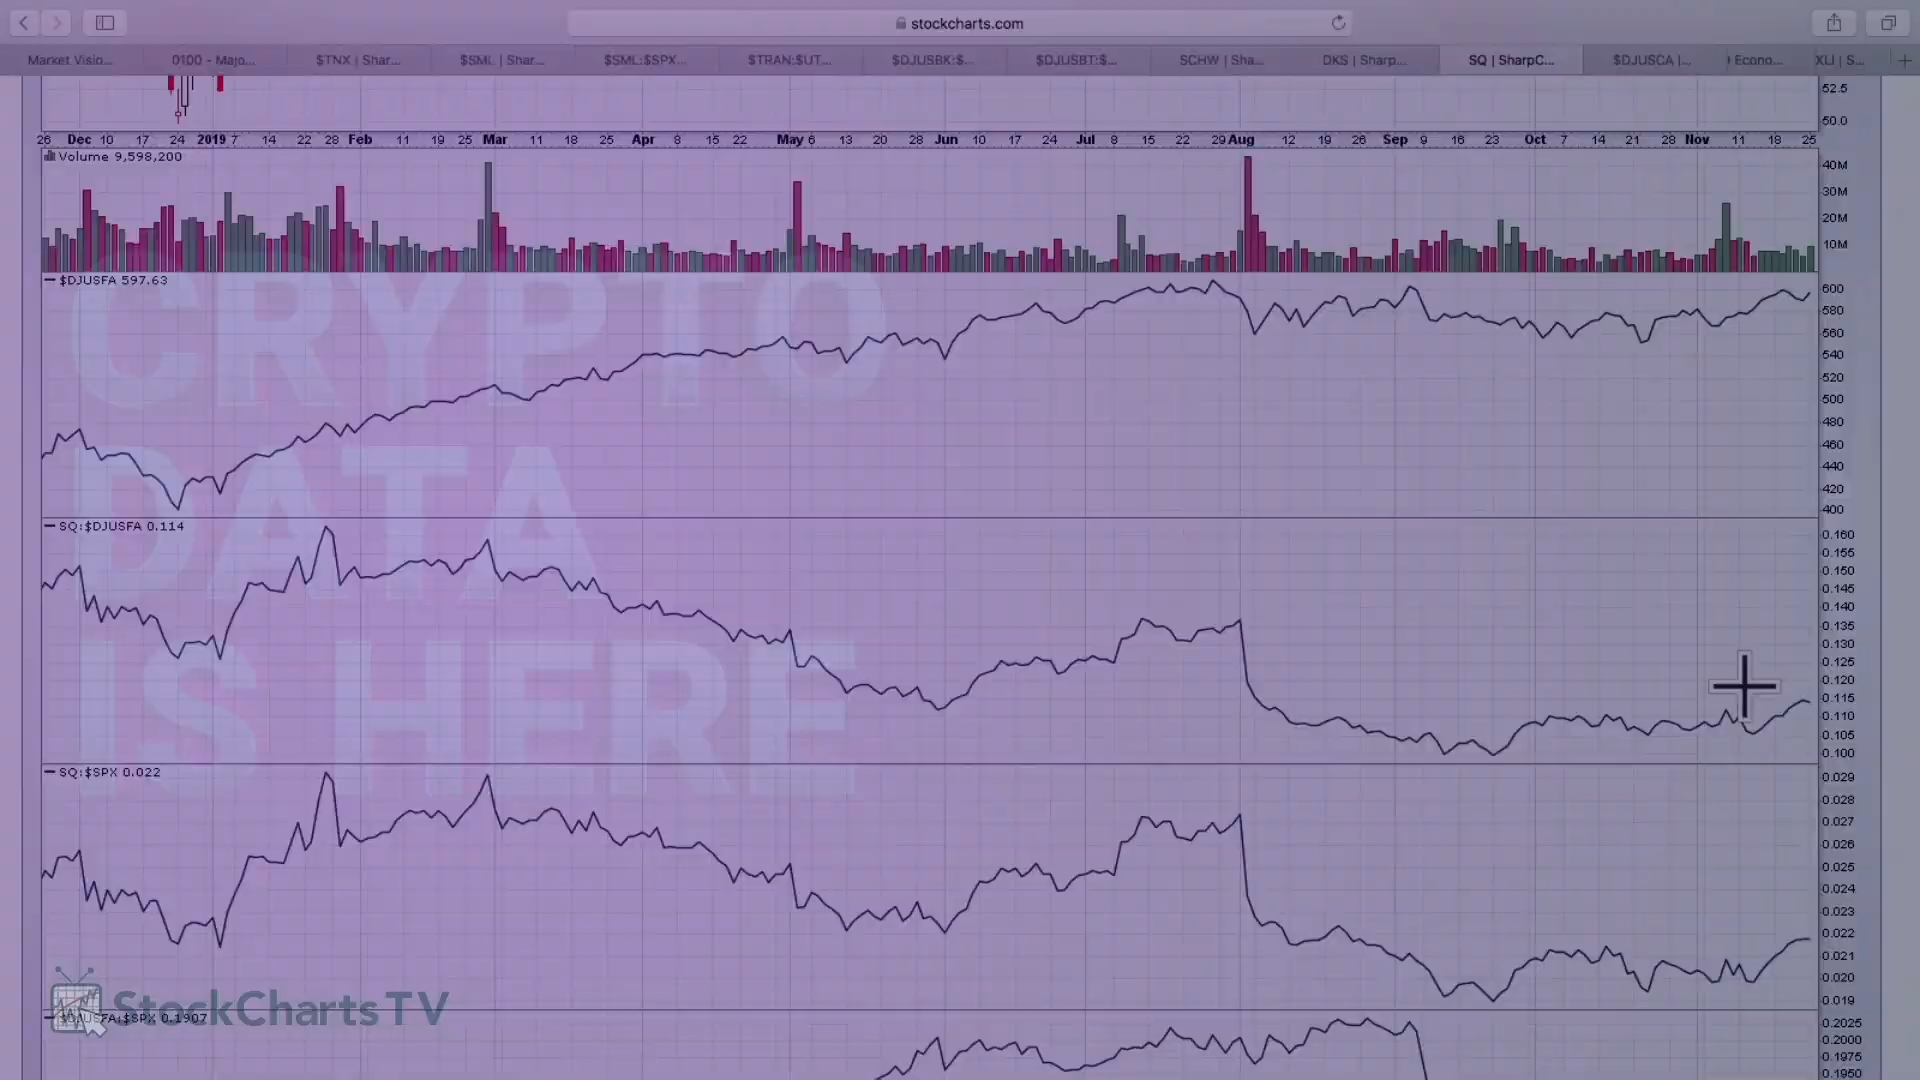 stockcharts.com
Market Visio... 0100 - Majo... $TNX | Shar... $SML | Shar... $SML:$SPX... $TRAN:$UT... $DJUSBK:$... $DJUSBT:$... SCHW | Sha... DKS | Sharp... SQ | SharpC... $DJUSCA |... Econo... XLI | S...
52.5
50.0
26 Dec 10 17 24 2019 7 14 22 28 Feb 11 19 25 Mar 11 18 25 Apr 8 15 22 May 6 13 20 28 Jun 10 17 24 Jul 8 15 22 29 Aug 12 19 26 Sep 9 16 23 Oct 7 14 21 28 Nov 11 18 25
Volume 9,598,200
40M
30M
20M
10M
$DJUSFA 597.63
600
580
560
540
520
500
480
460
440
420
400
CRYPTO
DATA
IS HERE
SQ:$DJUSFA 0.114
0.160
0.155
0.150
0.145
0.140
0.135
0.130
0.125
0.120
0.115
0.110
0.105
0.100
SQ:$SPX 0.022
0.029
0.028
0.027
0.026
0.025
0.024
0.023
0.022
0.021
0.020
0.019
StockChartsTV
$DJUSFA:$SPX 0.1907
0.2025
0.2000
0.1975
0.1950